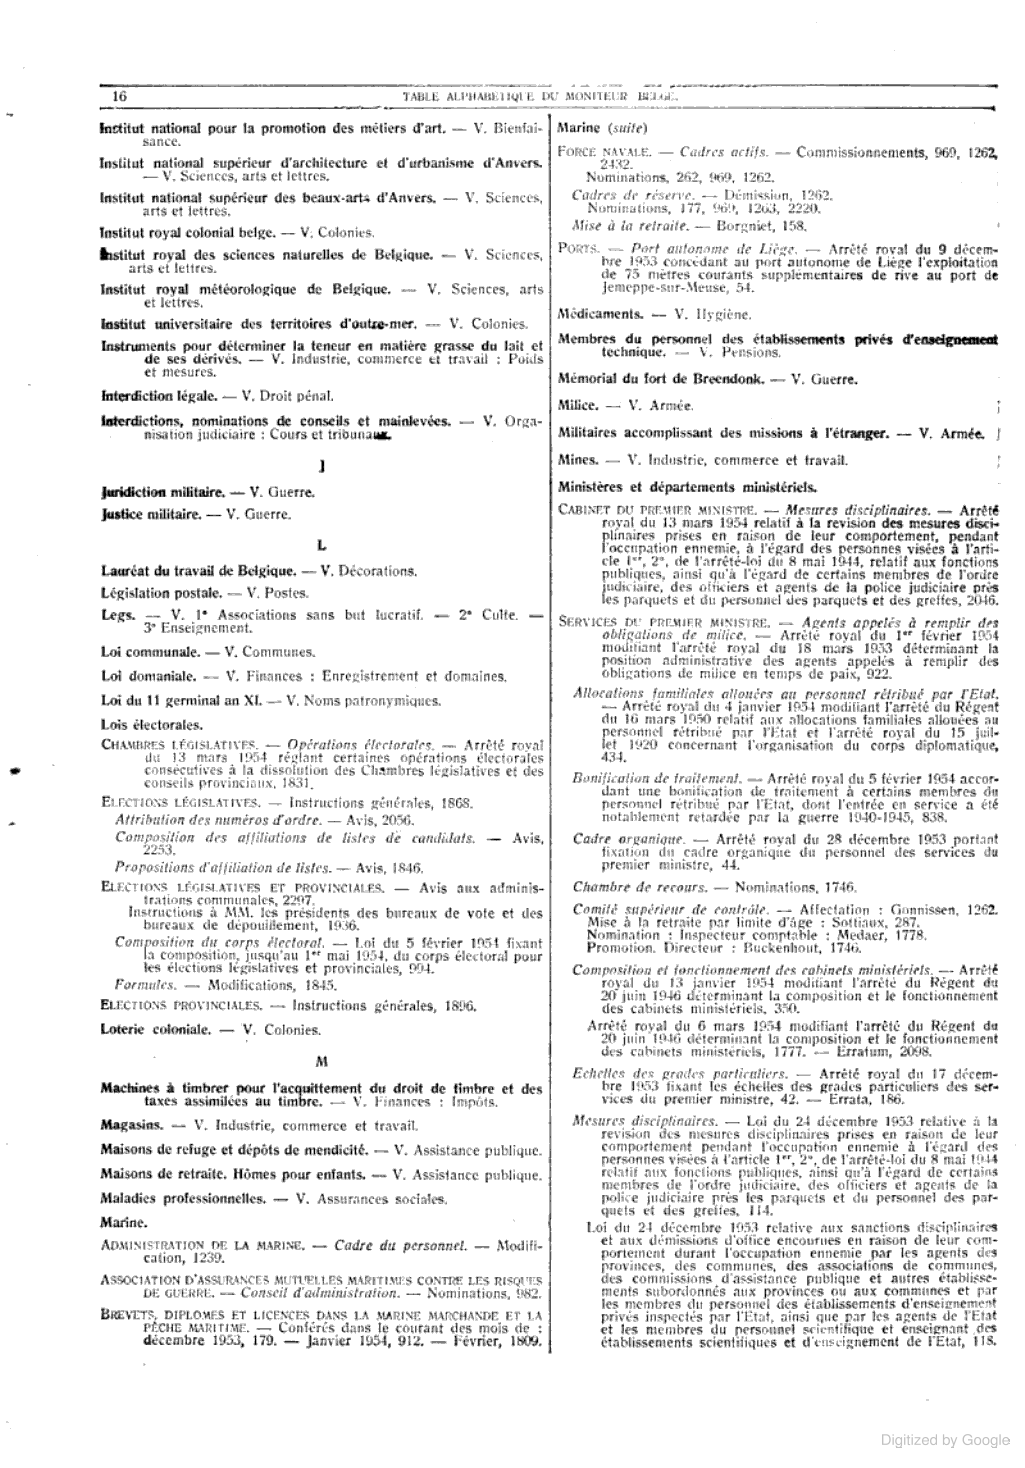 16
TABLE ALPHABETIQUE DU MONITEUR BELGE.
Institut national pour la promotion des métiers d'art. — V. Bienfai-
sance.
Institut national supérieur d'architecture et d'urbanisme d'Anvers.
— V. Sciences, arts et lettres.
Institut national supérieur des beaux-arts d'Anvers. — V. Sciences,
arts et lettres.
Institut royal colonial belge. — V. Colonies.
Institut royal des sciences naturelles de Belgique. — V. Sciences,
arts et lettres.
Institut royal météorologique de Belgique. — V. Sciences, arts
et lettres.
Institut universitaire des territoires d'outre-mer. — V. Colonies.
Instruments pour déterminer la teneur en matière grasse du lait et
de ses dérivés. — V. Industrie, commerce et travail : Poids
et mesures.
Interdiction légale. — V. Droit pénal.
Interdictions, nominations de conseils et mainlevées. — V. Orga-
nisation judiciaire : Cours et tribunaux.
J
Juridiction militaire. — V. Guerre.
Justice militaire. — V. Guerre.
L
Lauréat du travail de Belgique. — V. Décorations.
Législation postale. — V. Postes.
Legs. — V. 1° Associations sans but lucratif. — 2° Culte. —
3° Enseignement.
Loi communale. — V. Communes.
Loi domaniale. — V. Finances : Enregistrement et domaines.
Loi du 11 germinal an XI. — V. Noms patronymiques.
Lois électorales.
CHAMBRES LÉGISLATIVES. — Opérations électorales. — Arrêté royal
du 13 mars 1954 réglant certaines opérations électorales
consécutives à la dissolution des Chambres législatives et des
conseils provinciaux, 1831.
ELECTIONS LÉGISLATIVES. — Instructions générales, 1868.
Attribution des numéros d'ordre. — Avis, 2056.
Composition des affiliations de listes de candidats. — Avis,
2253.
Propositions d'affiliation de listes. — Avis, 1846.
ELECTIONS LÉGISLATIVES ET PROVINCIALES. — Avis aux adminis-
trations communales, 2297.
Instructions à MM. les présidents des bureaux de vote et des
bureaux de dépouillement, 1936.
Composition du corps électoral. — Loi du 5 février 1954 fixant
la composition, jusqu'au 1er mai 1954, du corps électoral pour
les élections législatives et provinciales, 994.
Formules. — Modifications, 1845.
ELECTIONS PROVINCIALES. — Instructions générales, 1896.
Loterie coloniale. — V. Colonies.
M
Machines à timbrer pour l'acquittement du droit de timbre et des
taxes assimilées au timbre. — V. Finances : Impôts.
Magasins. — V. Industrie, commerce et travail.
Maisons de refuge et dépôts de mendicité. — V. Assistance publique.
Maisons de retraite. Hômes pour enfants. — V. Assistance publique.
Maladies professionnelles. — V. Assurances sociales.
Marine.
ADMINISTRATION DE LA MARINE. — Cadre du personnel. — Modifi-
cation, 1239.
ASSOCIATION D'ASSURANCES MUTUELLES MARITIMES CONTRE LES RISQUES
DE GUERRE. — Conseil d'administration. — Nominations, 982.
BREVETS, DIPLOMES ET LICENCES DANS LA MARINE MARCHANDE ET LA
PÊCHE MARITIME. — Conférés dans le courant des mois de :
décembre 1953, 179. — Janvier 1954, 912. — Février, 1809.
Marine (suite)
FORCE NAVALE. — Cadres actifs. — Commissionnements, 969, 1262,
2432.
Nominations, 262, 969, 1262.
Cadres de réserve. — Démission, 1262.
Nominations, 177, 969, 1263, 2220.
Mise à la retraite. — Borgniet, 158.
PORTS. — Port autonome de Liége. — Arrêté royal du 9 décem-
bre 1953 concédant au port autonome de Liége l'exploitation
de 75 mètres courants supplémentaires de rive au port de
Jemeppe-sur-Meuse, 54.
Médicaments. — V. Hygiène.
Membres du personnel des établissements privés d'enseignement
technique. — V. Pensions.
Mémorial du fort de Breendonk. — V. Guerre.
Milice. — V. Armée.
Militaires accomplissant des missions à l'étranger. — V. Armée.
Mines. — V. Industrie, commerce et travail.
Ministères et départements ministériels.
CABINET DU PREMIER MINISTRE. — Mesures disciplinaires. — Arrêté
royal du 13 mars 1954 relatif à la revision des mesures disci-
plinaires prises en raison de leur comportement, pendant
l'occupation ennemie, à l'égard des personnes visées à l'arti-
cle 1er, 2°, de l'arrêté-loi du 8 mai 1944, relatif aux fonctions
publiques, ainsi qu'à l'égard de certains membres de l'ordre
judiciaire, des officiers et agents de la police judiciaire près
les parquets et du personnel des parquets et des greffes, 2046.
SERVICES DU PREMIER MINISTRE. — Agents appelés à remplir des
obligations de milice. — Arrêté royal du 1er février 1954
modifiant l'arrêté royal du 18 mars 1953 déterminant la
position administrative des agents appelés à remplir des
obligations de milice en temps de paix, 922.
Allocations familiales allouées au personnel rétribué par l'Etat.
— Arrêté royal du 4 janvier 1954 modifiant l'arrêté du Régent
du 16 mars 1950 relatif aux allocations familiales allouées au
personnel rétribué par l'Etat et l'arrêté royal du 15 juil-
let 1920 concernant l'organisation du corps diplomatique,
434.
Bonification de traitement. — Arrêté royal du 5 février 1954 accor-
dant une bonification de traitement à certains membres du
personnel rétribué par l'Etat, dont l'entrée en service a été
notablement retardée par la guerre 1940-1945, 838.
Cadre organique. — Arrêté royal du 28 décembre 1953 portant
fixation du cadre organique du personnel des services du
premier ministre, 44.
Chambre de recours. — Nominations, 1746.
Comité supérieur de contrôle. — Affectation : Gonnissen, 1262.
Mise à la retraite par limite d'âge : Sottiaux, 287.
Nomination : Inspecteur comptable : Medaer, 1778.
Promotion. Directeur : Buckenhout, 1746.
Composition et fonctionnement des cabinets ministériels. — Arrêté
royal du 13 janvier 1954 modifiant l'arrêté du Régent du
20 juin 1946 déterminant la composition et le fonctionnement
des cabinets ministériels, 350.
Arrêté royal du 6 mars 1954 modifiant l'arrêté du Régent du
20 juin 1946 déterminant la composition et le fonctionnement
des cabinets ministériels, 1777. — Erratum, 2098.
Echelles des grades particuliers. — Arrêté royal du 17 décem-
bre 1953 fixant les échelles des grades particuliers des ser-
vices du premier ministre, 42. — Errata, 186.
Mesures disciplinaires. — Loi du 24 décembre 1953 relative à la
revision des mesures disciplinaires prises en raison de leur
comportement pendant l'occupation ennemie à l'égard des
personnes visées à l'article 1er, 2°, de l'arrêté-loi du 8 mai 1944
relatif aux fonctions publiques, ainsi qu'à l'égard de certains
membres de l'ordre judiciaire, des officiers et agents de la
police judiciaire près les parquets et du personnel des par-
quets et des greffes, 114.
Loi du 24 décembre 1953 relative aux sanctions disciplinaires
et aux démissions d'office encourues en raison de leur com-
portement durant l'occupation ennemie par les agents des
provinces, des communes, des associations de communes,
des commissions d'assistance publique et autres établisse-
ments subordonnés aux provinces ou aux communes et par
les membres du personnel des établissements d'enseignement
privés inspectés par l'Etat, ainsi que par les agents de l'Etat
et les membres du personnel scientifique et enseignant des
établissements scientifiques et d'enseignement de l'Etat, 118.
Digitized by Google